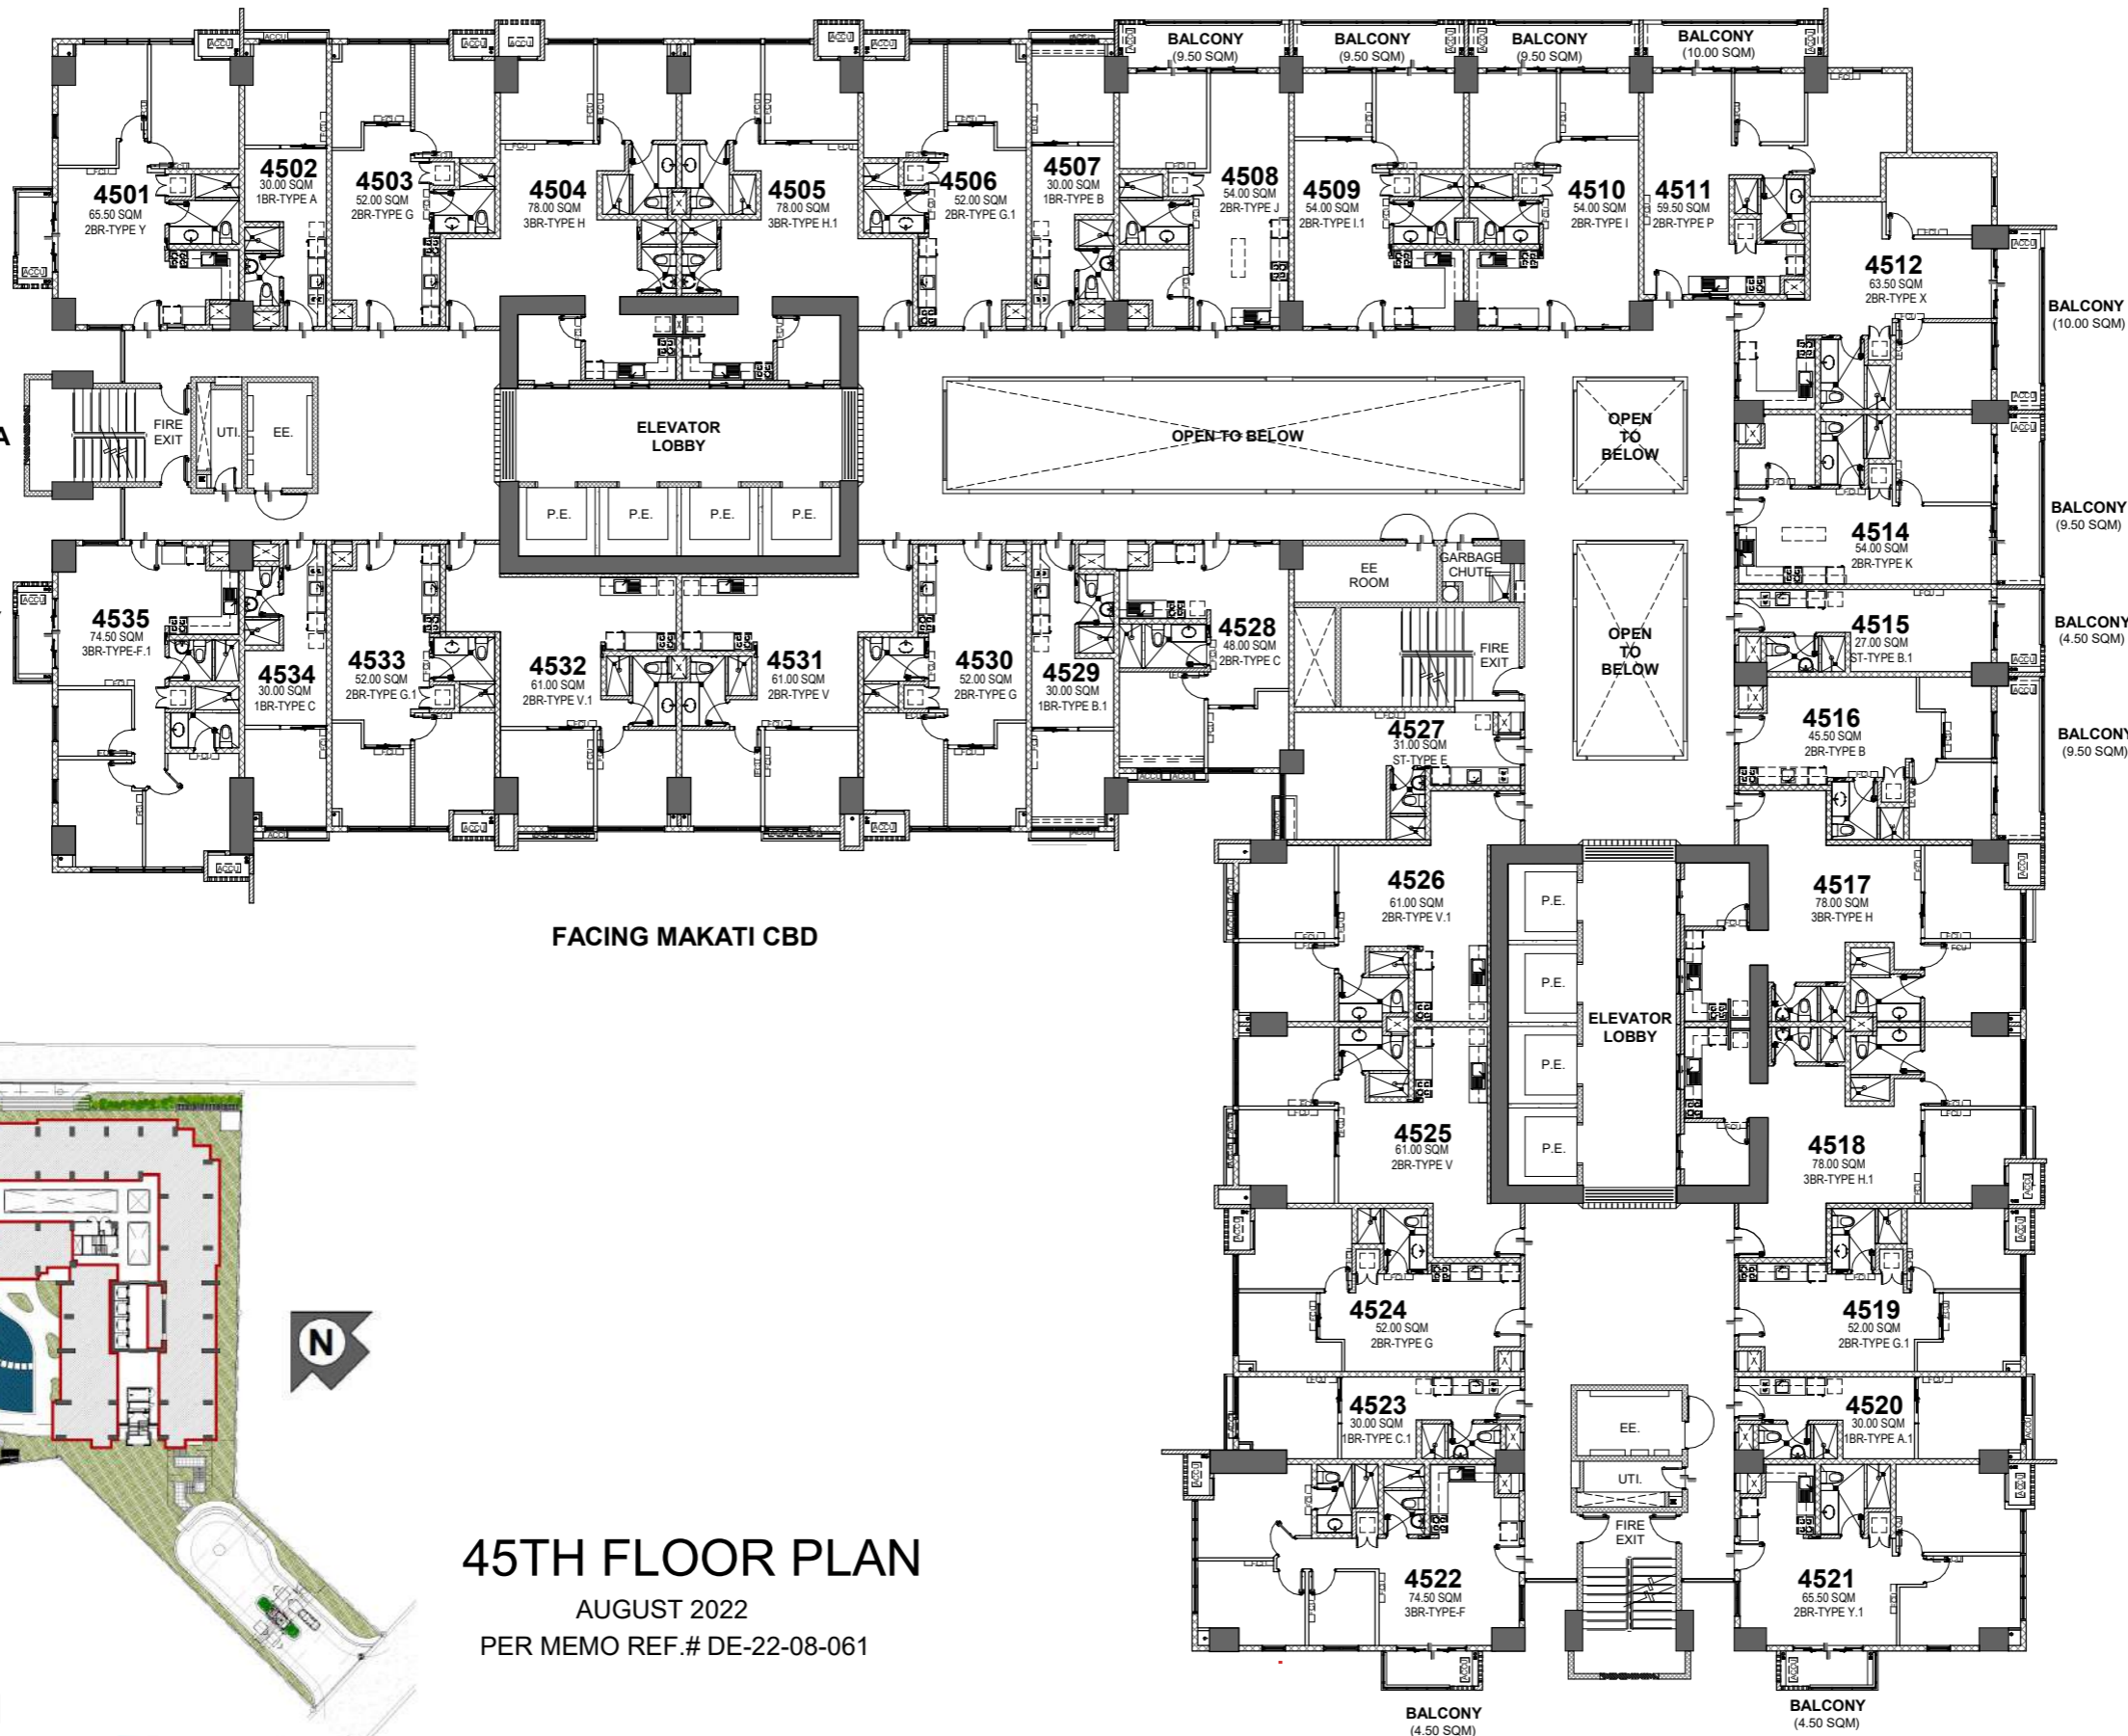 BALCONY
(9.50 SQM)
BALCONY
(9.50 SQM)
BALCONY
(9.50 SQM)
BALCONY
(10.00 SQM)
4501
65.50 SQM
2BR-TYPE Y
4502
30.00 SQM
1BR-TYPE A
4503
52.00 SQM
2BR-TYPE G
4504
78.00 SQM
3BR-TYPE H
4505
78.00 SQM
3BR-TYPE H.1
4506
52.00 SQM
2BR-TYPE G.1
4507
30.00 SQM
1BR-TYPE B
4508
54.00 SQM
2BR-TYPE J
4509
54.00 SQM
2BR-TYPE I.1
4510
54.00 SQM
2BR-TYPE I
4511
59.50 SQM
2BR-TYPE P
4512
63.50 SQM
2BR-TYPE X
BALCONY
(10.00 SQM)
A
FIRE
EXIT
UTI.
EE.
ELEVATOR
LOBBY
OPEN TO BELOW
OPEN
TO
BELOW
P.E.
P.E.
P.E.
P.E.
4514
54.00 SQM
2BR-TYPE K
BALCONY
(9.50 SQM)
EE
ROOM
GARBAGE
CHUTE
FIRE
EXIT
OPEN
TO
BELOW
4515
27.00 SQM
ST-TYPE B.1
BALCONY
(4.50 SQM)
4516
45.50 SQM
2BR-TYPE B
BALCONY
(9.50 SQM)
4535
74.50 SQM
3BR-TYPE-F.1
4534
30.00 SQM
1BR-TYPE C
4533
52.00 SQM
2BR-TYPE G.1
4532
61.00 SQM
2BR-TYPE V.1
4531
61.00 SQM
2BR-TYPE V
4530
52.00 SQM
2BR-TYPE G
4529
30.00 SQM
1BR-TYPE B.1
4528
48.00 SQM
2BR-TYPE C
4527
31.00 SQM
ST-TYPE E
FACING MAKATI CBD
4526
61.00 SQM
2BR-TYPE V.1
P.E.
P.E.
P.E.
P.E.
ELEVATOR
LOBBY
4517
78.00 SQM
3BR-TYPE H
4525
61.00 SQM
2BR-TYPE V
4518
78.00 SQM
3BR-TYPE H.1
4524
52.00 SQM
2BR-TYPE G
4519
52.00 SQM
2BR-TYPE G.1
4523
30.00 SQM
1BR-TYPE C.1
EE.
4520
30.00 SQM
1BR-TYPE A.1
UTI.
FIRE
EXIT
4522
74.50 SQM
3BR-TYPE-F
4521
65.50 SQM
2BR-TYPE Y.1
BALCONY
(4.50 SQM)
BALCONY
(4.50 SQM)
N
45TH FLOOR PLAN
AUGUST 2022
PER MEMO REF.# DE-22-08-061